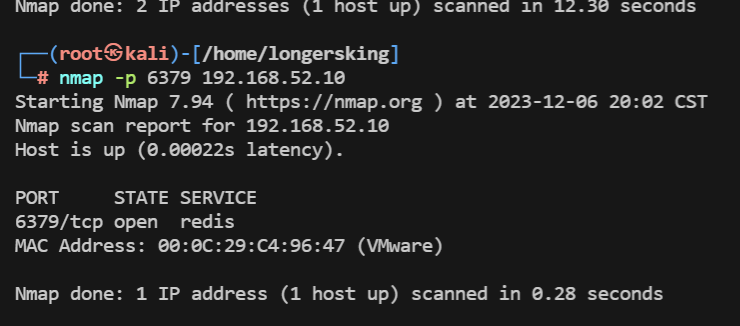 Nmap done: 2 IP addresses (1 host up) scanned in 12.30 seconds
┌──(root㉿kali)-[/home/longersking]
└─# nmap -p 6379 192.168.52.10
Starting Nmap 7.94 ( https://nmap.org ) at 2023-12-06 20:02 CST
Nmap scan report for 192.168.52.10
Host is up (0.00022s latency).
PORT     STATE SERVICE
6379/tcp open  redis
MAC Address: 00:0C:29:C4:96:47 (VMware)
Nmap done: 1 IP address (1 host up) scanned in 0.28 seconds